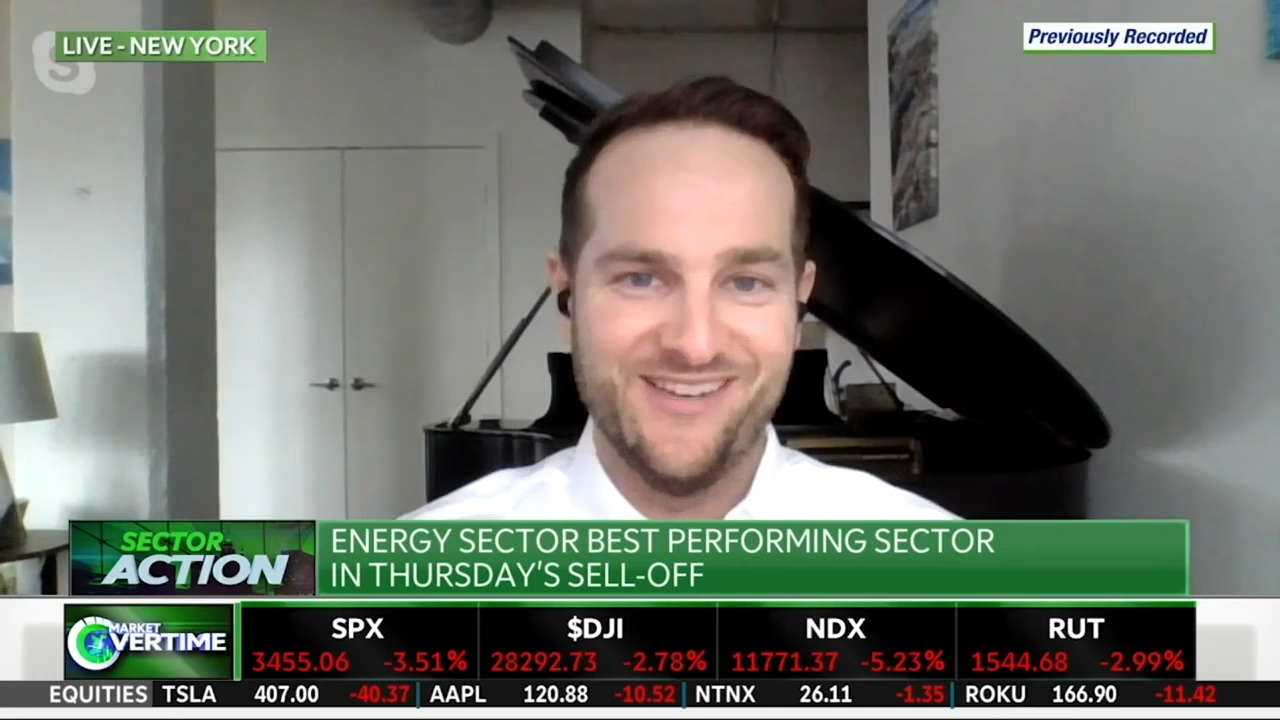 LIVE - NEW YORK
Previously Recorded
SECTOR
ACTION
ENERGY SECTOR BEST PERFORMING SECTOR
IN THURSDAY'S SELL-OFF
MARKET
OVERTIME
SPX
3455.06 -3.51%
$DJI
28292.73 -2.78%
NDX
11771.37 -5.23%
RUT
1544.68 -2.99%
EQUITIES TSLA 407.00 -40.37 AAPL 120.88 -10.52 NTNX 26.11 -1.35 ROKU 166.90 -11.42